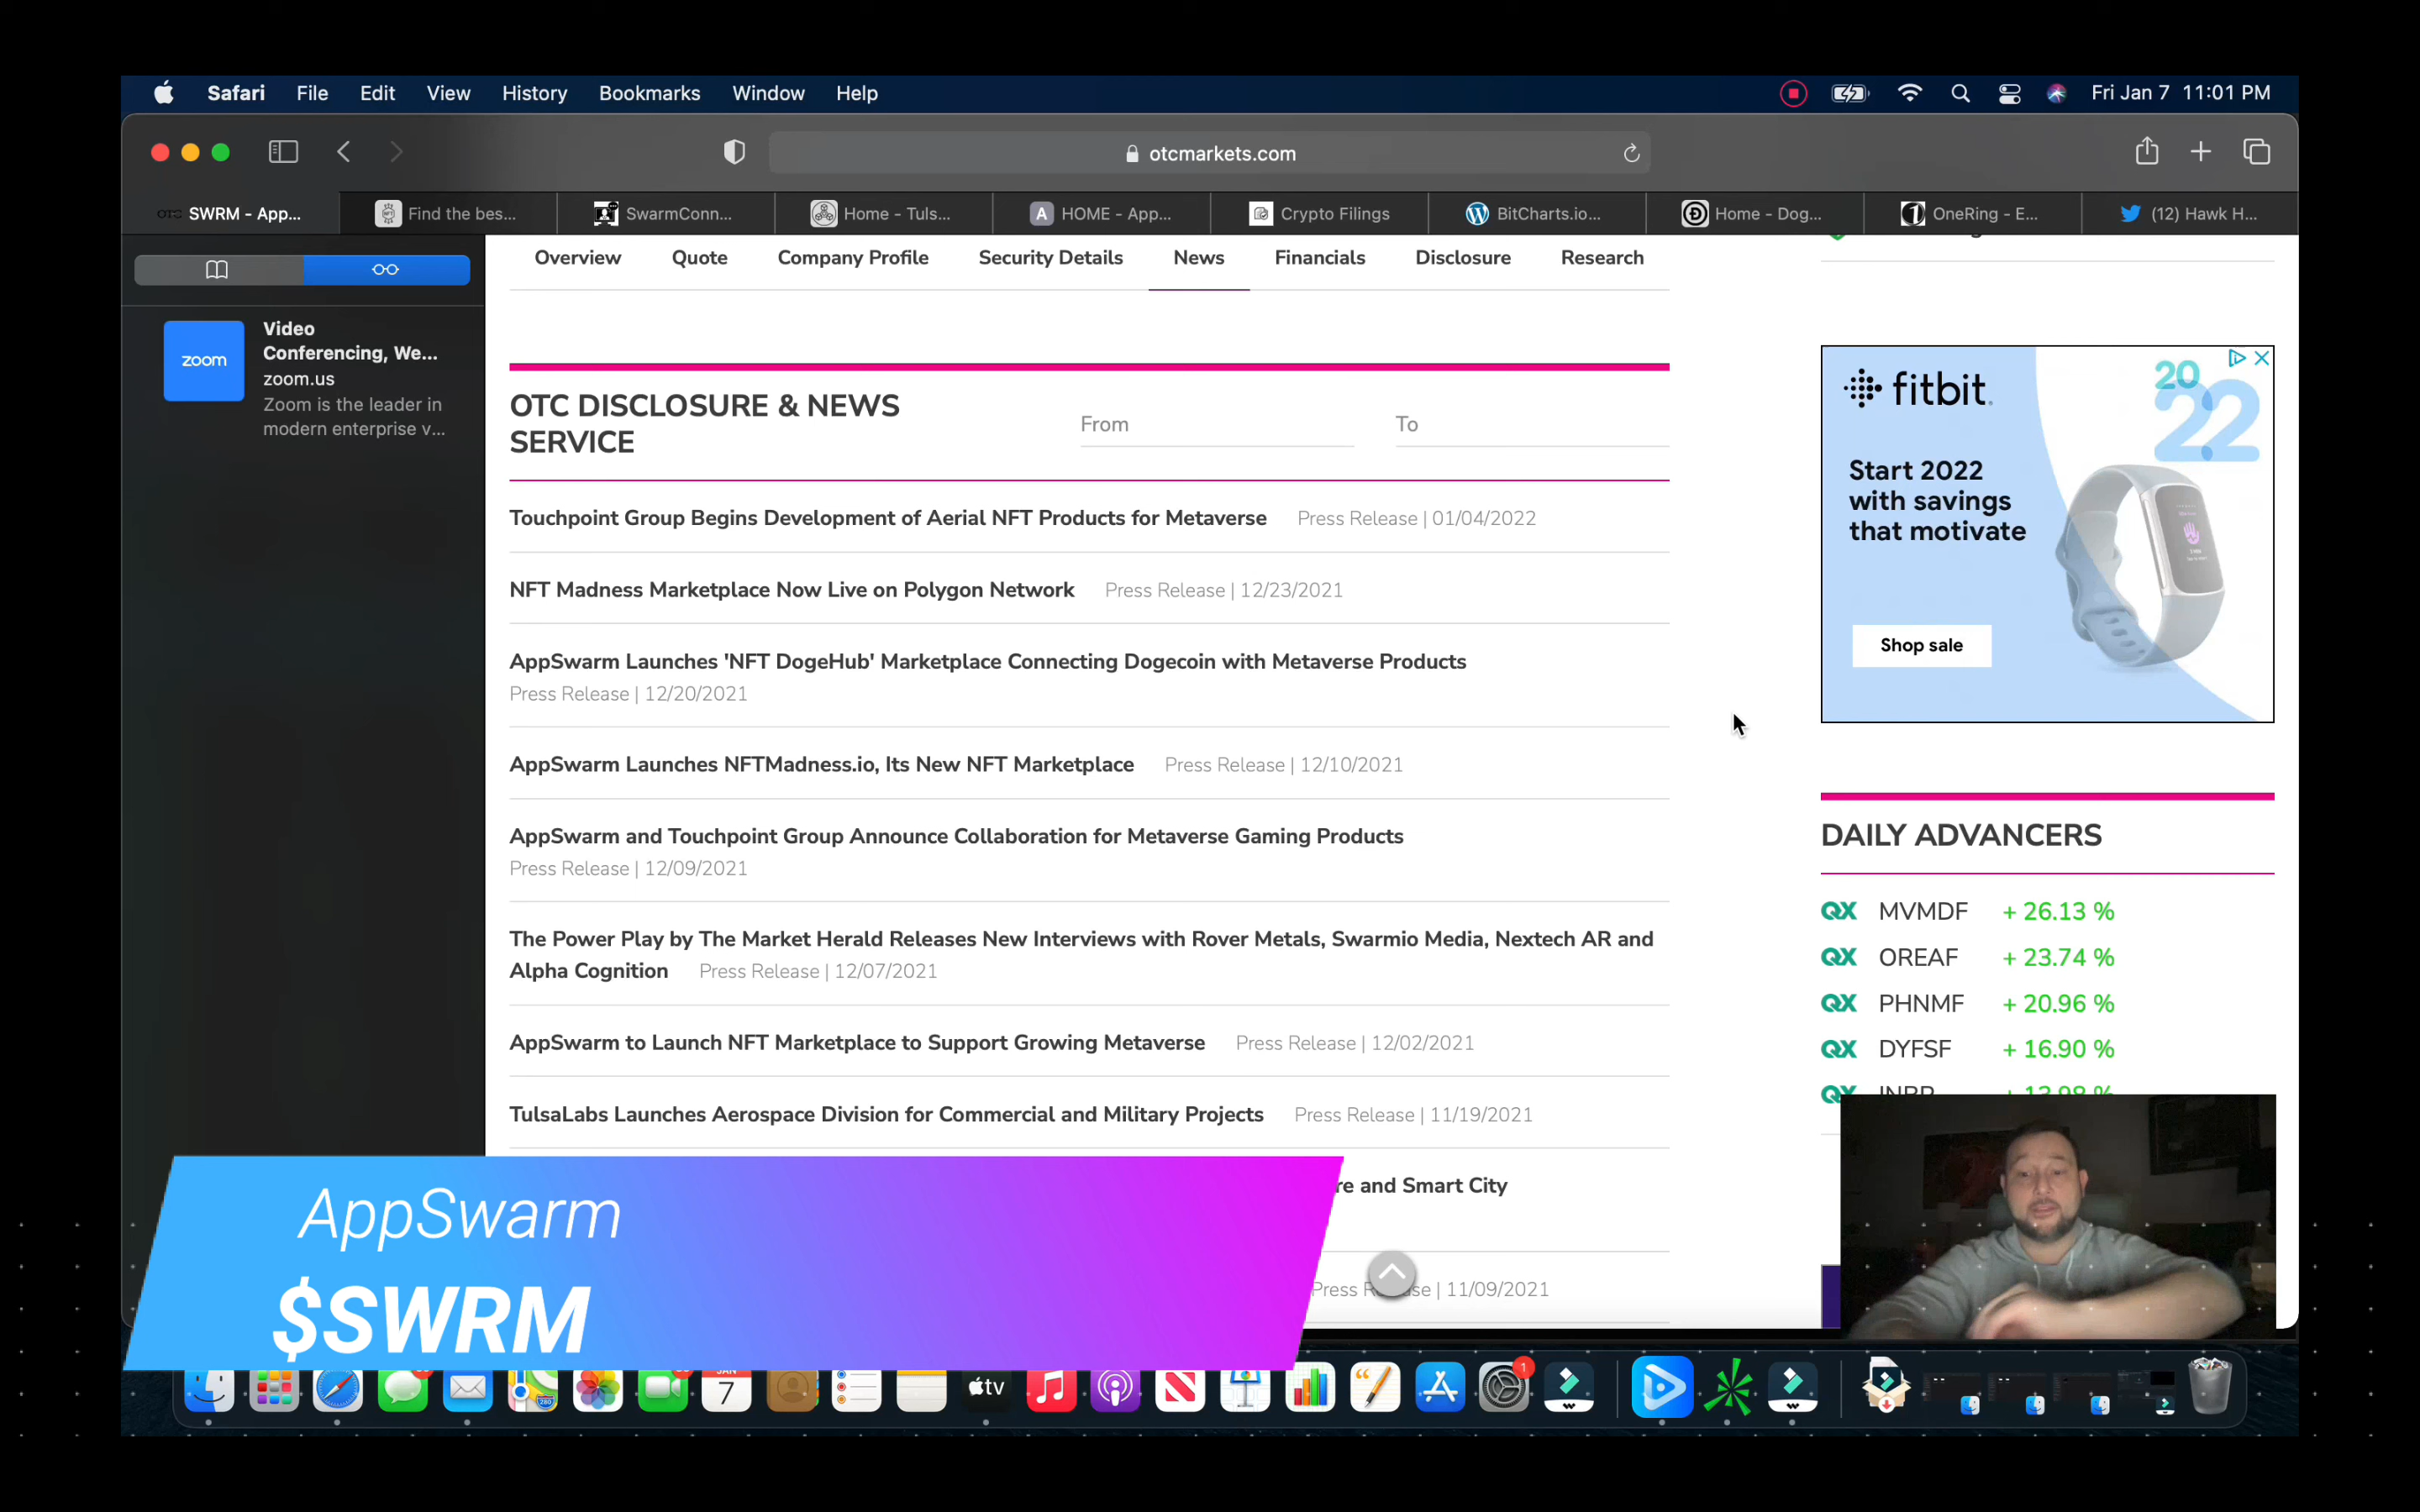 Safari File Edit View History Bookmarks Window Help
Fri Jan 7 11:01 PM
otcmarkets.com
OTC SWRM - App...
Find the bes...
SwarmConn...
Home - Tuls...
A HOME - App...
Crypto Filings
BitCharts.io...
Home - Dog...
OneRing - E...
(12) Hawk H...
zoom
Video
Conferencing, We...
zoom.us
Zoom is the leader in
modern enterprise v...
Overview Quote Company Profile Security Details News Financials Disclosure Research
OTC DISCLOSURE & NEWS
SERVICE
From To
Touchpoint Group Begins Development of Aerial NFT Products for Metaverse Press Release | 01/04/2022
NFT Madness Marketplace Now Live on Polygon Network Press Release | 12/23/2021
AppSwarm Launches 'NFT DogeHub' Marketplace Connecting Dogecoin with Metaverse Products
Press Release | 12/20/2021
AppSwarm Launches NFTMadness.io, Its New NFT Marketplace Press Release | 12/10/2021
AppSwarm and Touchpoint Group Announce Collaboration for Metaverse Gaming Products
Press Release | 12/09/2021
The Power Play by The Market Herald Releases New Interviews with Rover Metals, Swarmio Media, Nextech AR and
Alpha Cognition Press Release | 12/07/2021
AppSwarm to Launch NFT Marketplace to Support Growing Metaverse Press Release | 12/02/2021
TulsaLabs Launches Aerospace Division for Commercial and Military Projects Press Release | 11/19/2021
re and Smart City
Press Release | 11/09/2021
fitbit
2022
Start 2022
with savings
that motivate
Shop sale
DAILY ADVANCERS
QX MVMDF + 26.13 %
QX OREAF + 23.74 %
QX PHNMF + 20.96 %
QX DYFSF + 16.90 %
AppSwarm
$SWRM
JAN
7
tv
1